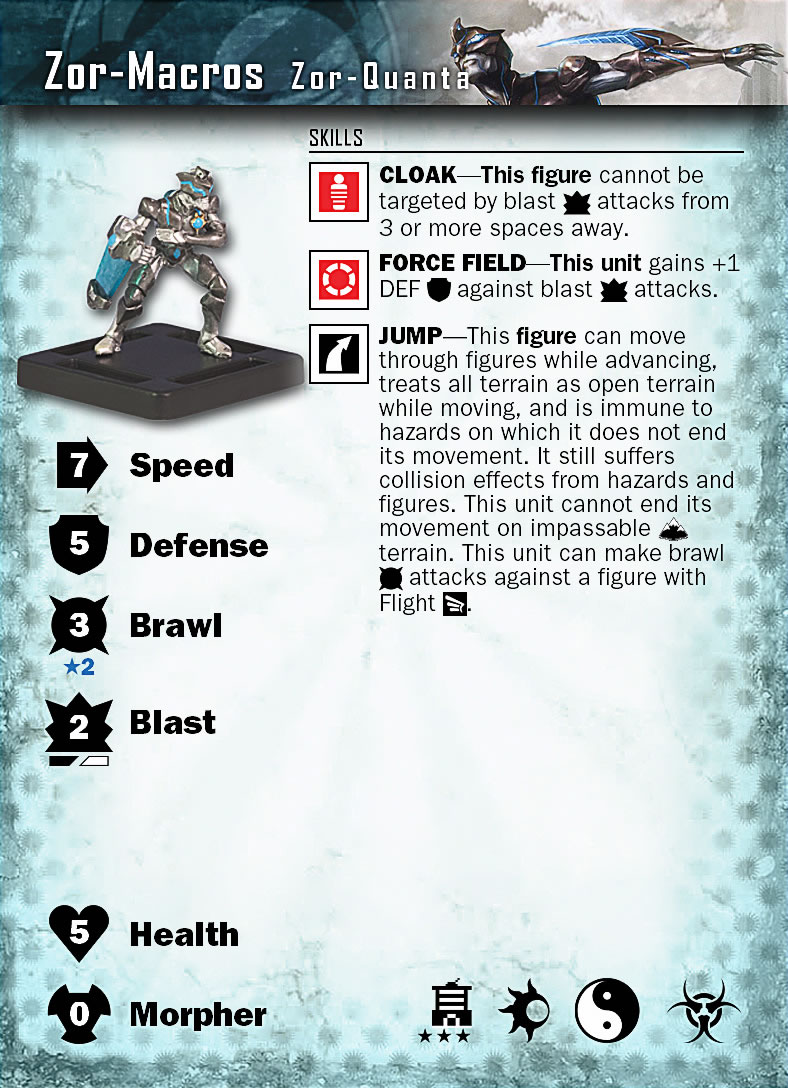 Zor-Macros Zor-Quanta
SKILLS
CLOAK—This figure cannot be
targeted by blast attacks from
3 or more spaces away.
FORCE FIELD—This unit gains +1
DEF against blast attacks.
JUMP—This figure can move
through figures while advancing,
treats all terrain as open terrain
while moving, and is immune to
hazards on which it does not end
its movement. It still suffers
collision effects from hazards and
figures. This unit cannot end its
movement on impassable
terrain. This unit can make brawl
attacks against a figure with
Flight .
7 Speed
5 Defense
3 Brawl
★2
2 Blast
5 Health
0 Morpher
★★★